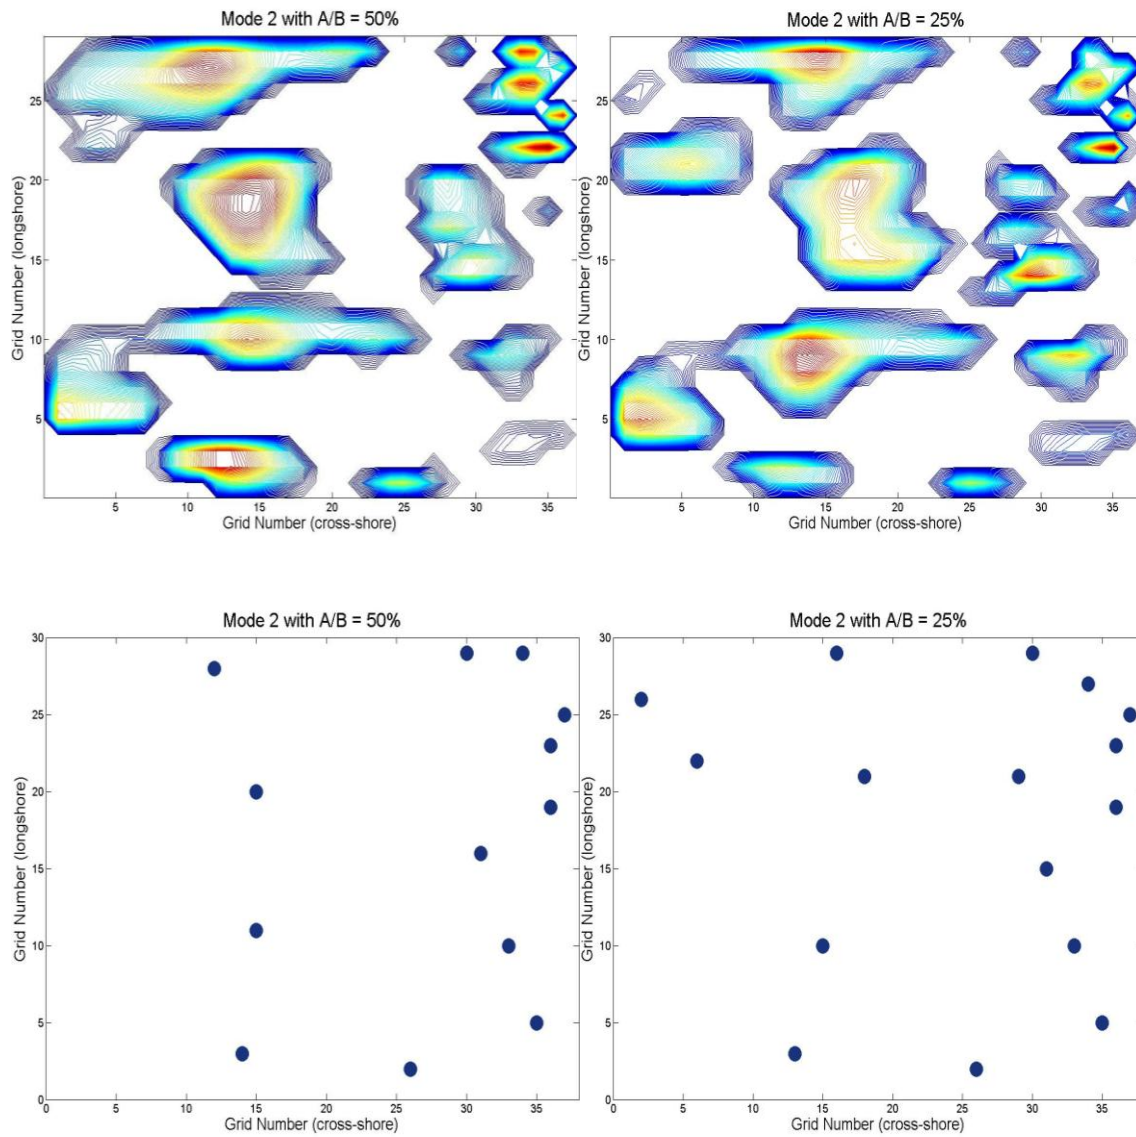 Mode 2 with A/B = 50%
Grid Number (longshore)
25
20
15
10
5
5 10 15 20 25 30 35
Grid Number (cross-shore)
Mode 2 with A/B = 25%
Grid Number (longshore)
25
20
15
10
5
5 10 15 20 25 30 35
Grid Number (cross-shore)
Mode 2 with A/B = 50%
Grid Number (longshore)
30
25
20
15
10
5
0
0 5 10 15 20 25 30 35
Grid Number (cross-shore)
Mode 2 with A/B = 25%
Grid Number (longshore)
30
25
20
15
10
5
0
0 5 10 15 20 25 30 35
Grid Number (cross-shore)